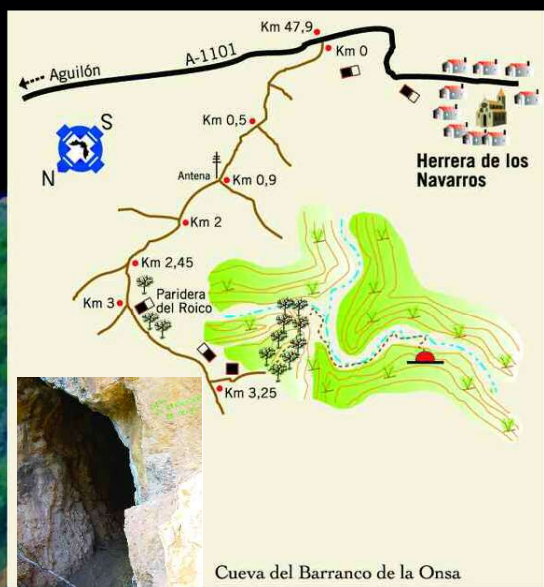 Km 47,9
Km 0
A-1101
Aguilón
Km 0,5
S
N
Herrera de los
Navarros
Antena
Km 0,9
Km 2
Km 2,45
Paridera
del Roico
Km 3
Km 3,25
Cueva del Barranco de la Onsa